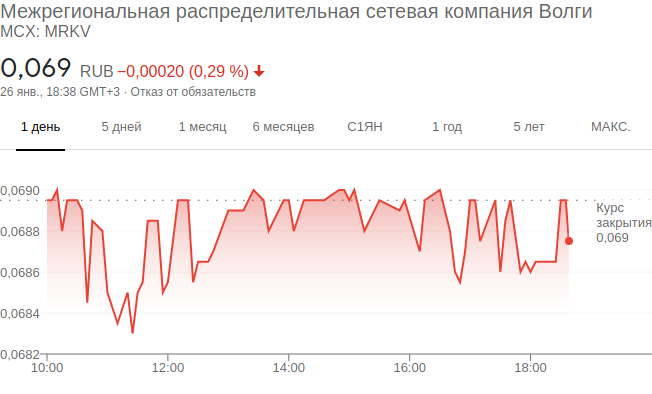 Межрегиональная распределительная сетевая компания Волги
MCX: MRKV
0,069 RUB −0,00020 (0,29 %)
26 янв., 18:38 GMT+3 · Отказ от обязательств
1 день 5 дней 1 месяц 6 месяцев С1ЯН 1 год 5 лет МАКС.
0,0690
Курс
закрытия
0,069
0,0688
0,0686
0,0684
0,0682
10:00 12:00 14:00 16:00 18:00